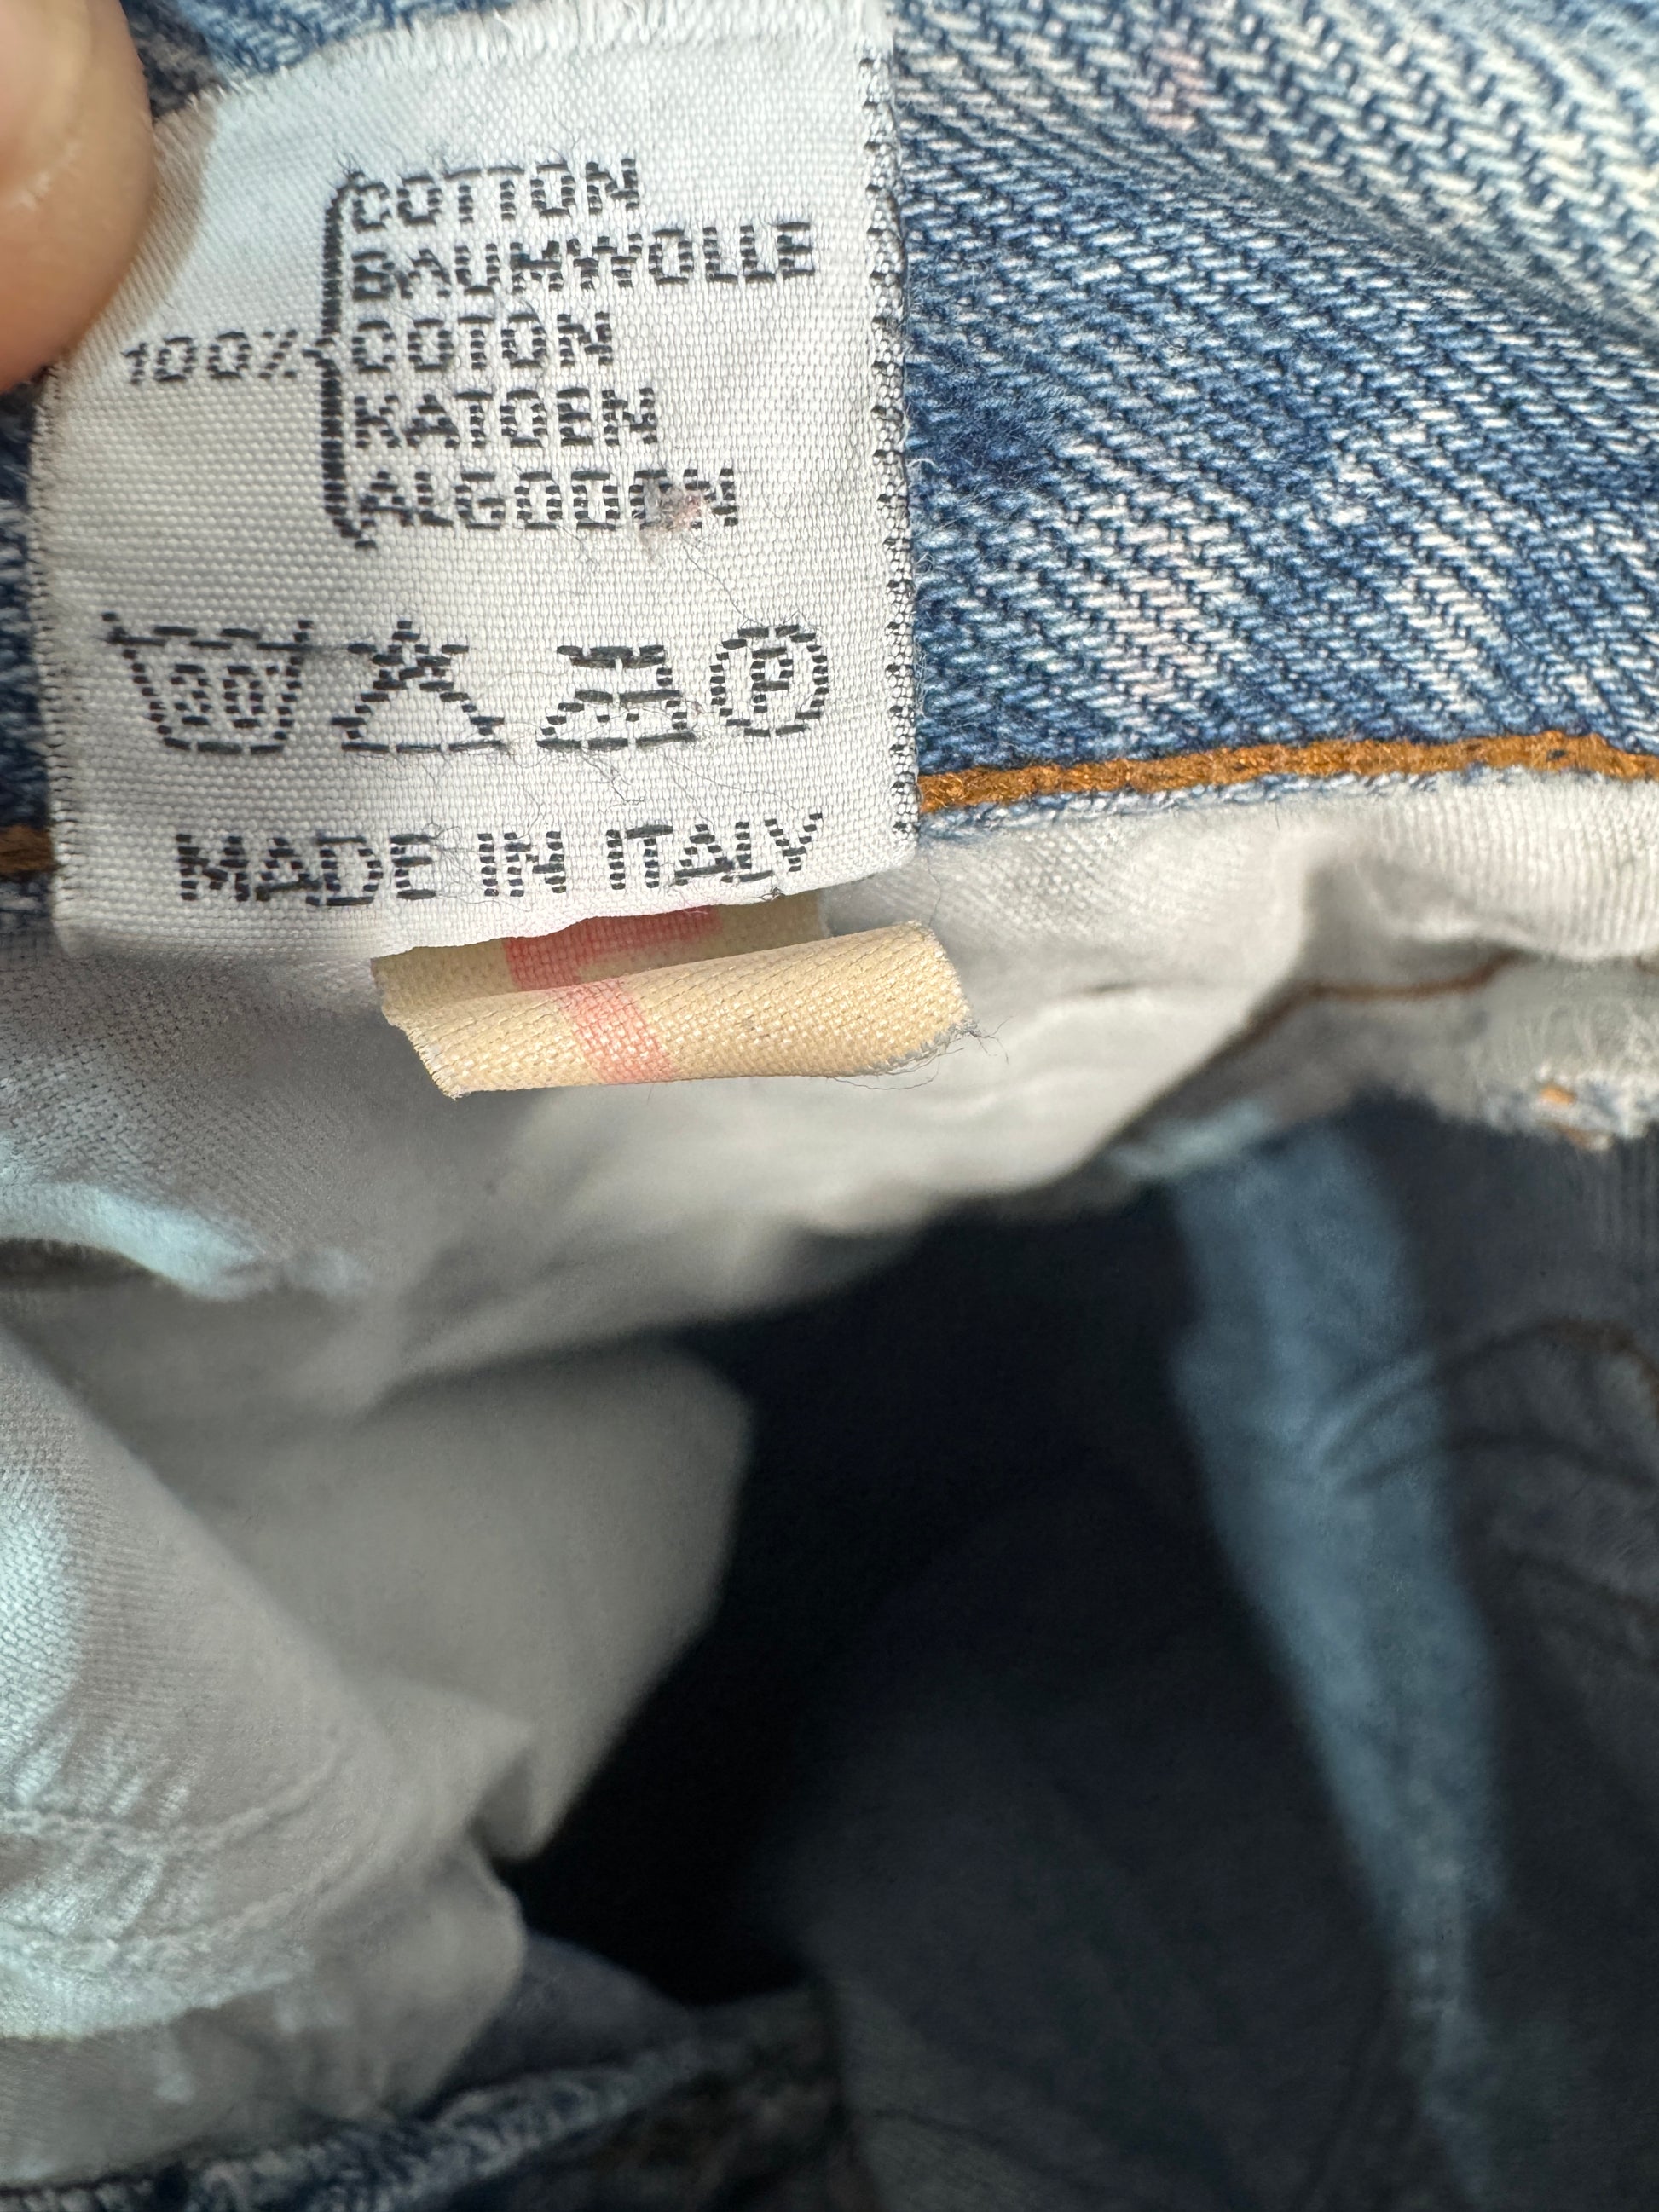 100%
COTTON
BAUMWOLLE
COTON
KATOEN
ALGODON
30
P
MADE IN ITALY